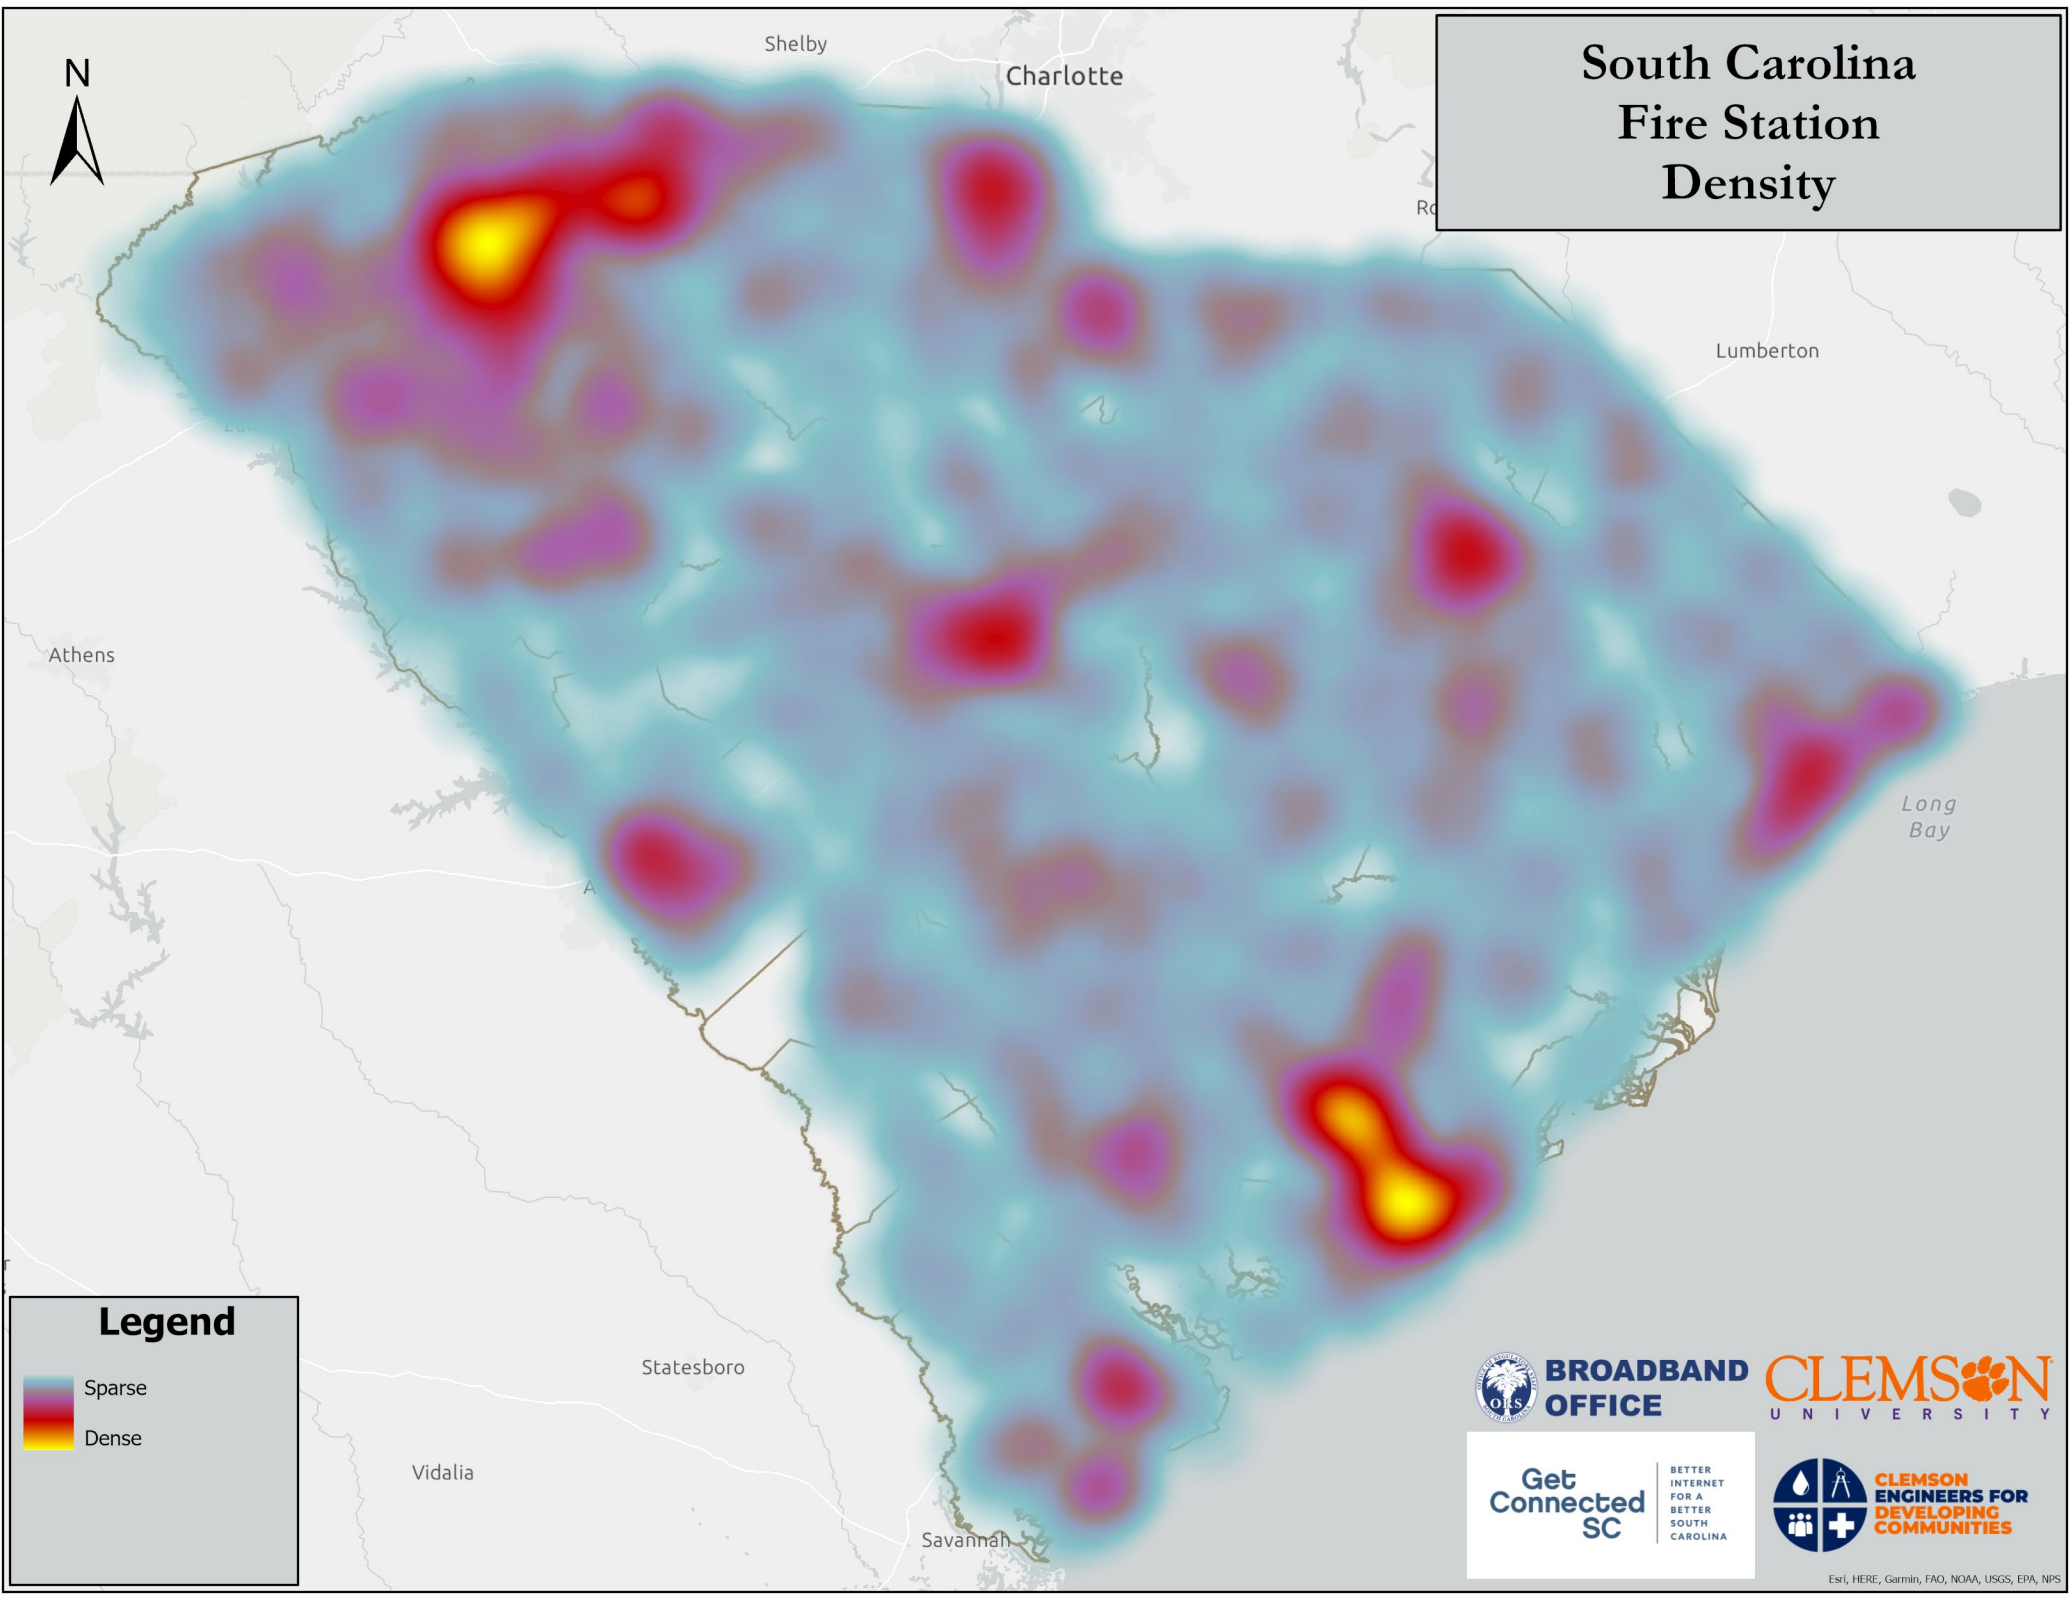 South Carolina
Fire Station
Density
N
Shelby
Charlotte
Lumberton
Athens
Long
Bay
A
Statesboro
Vidalia
Savannah
Legend
Sparse
Dense
BROADBAND
OFFICE
ORS
CLEMSON
UNIVERSITY
Get
Connected
SC
BETTER
INTERNET
FOR A
BETTER
SOUTH
CAROLINA
CLEMSON
ENGINEERS FOR
DEVELOPING
COMMUNITIES
Esri, HERE, Garmin, FAO, NOAA, USGS, EPA, NPS